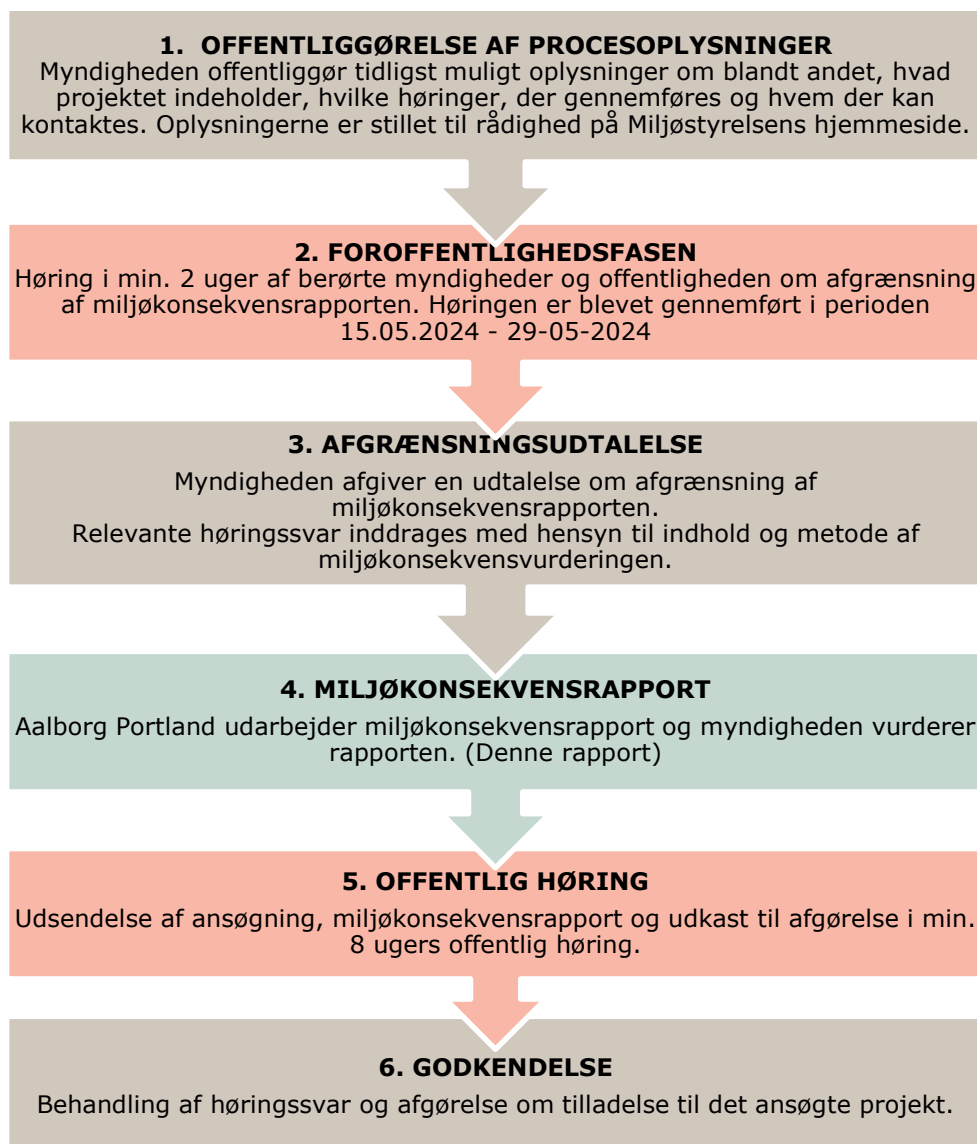 1. OFFENTLIGGØRELSE AF PROCESOPLYSNINGER
Myndigheden offentliggør tidligst muligt oplysninger om blandt andet, hvad
projektet indeholder, hvilke høringer, der gennemføres og hvem der kan
kontaktes. Oplysningerne er stillet til rådighed på Miljøstyrelsens hjemmeside.
2. FOROFFENTLIGHEDSFASEN
Høring i min. 2 uger af berørte myndigheder og offentligheden om afgrænsning
af miljøkonsekvensrapporten. Høringen er blevet gennemført i perioden
15.05.2024 - 29-05-2024
3. AFGRÆNSNINGSUDTALELSE
Myndigheden afgiver en udtalelse om afgrænsning af
miljøkonsekvensrapporten.
Relevante høringssvar inddrages med hensyn til indhold og metode af
miljøkonsekvensvurderingen.
4. MILJØKONSEKVENSRAPPORT
Aalborg Portland udarbejder miljøkonsekvensrapport og myndigheden vurderer
rapporten. (Denne rapport)
5. OFFENTLIG HØRING
Udsendelse af ansøgning, miljøkonsekvensrapport og udkast til afgørelse i min.
8 ugers offentlig høring.
6. GODKENDELSE
Behandling af høringssvar og afgørelse om tilladelse til det ansøgte projekt.